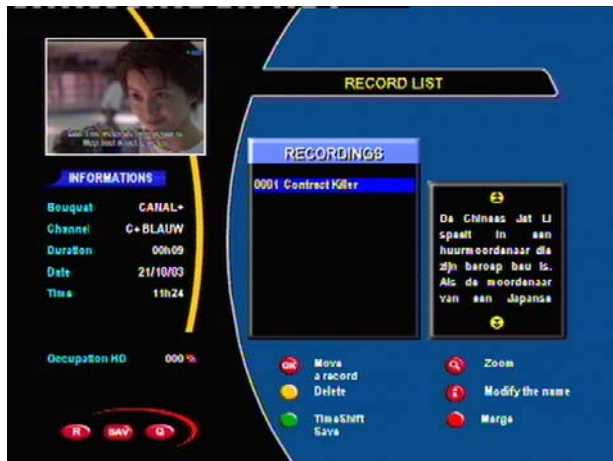 RECORD LIST
INFORMATIONS
Bouquet CANAL+
Channel C+BLAUW
Duration 00h09
Date 21/10/03
Time 11h24
Occupation HD 000 %
R SAV G
RECORDINGS
0001 Contract Killer
De Chinees Jet Li
speelt in een
huurmoordenaar die
zijn beroep beu is.
Als de moordenaar
van een Japanse
OK Move
a record
Delete
TimeShift
Save
Zoom
Modify the name
Merge